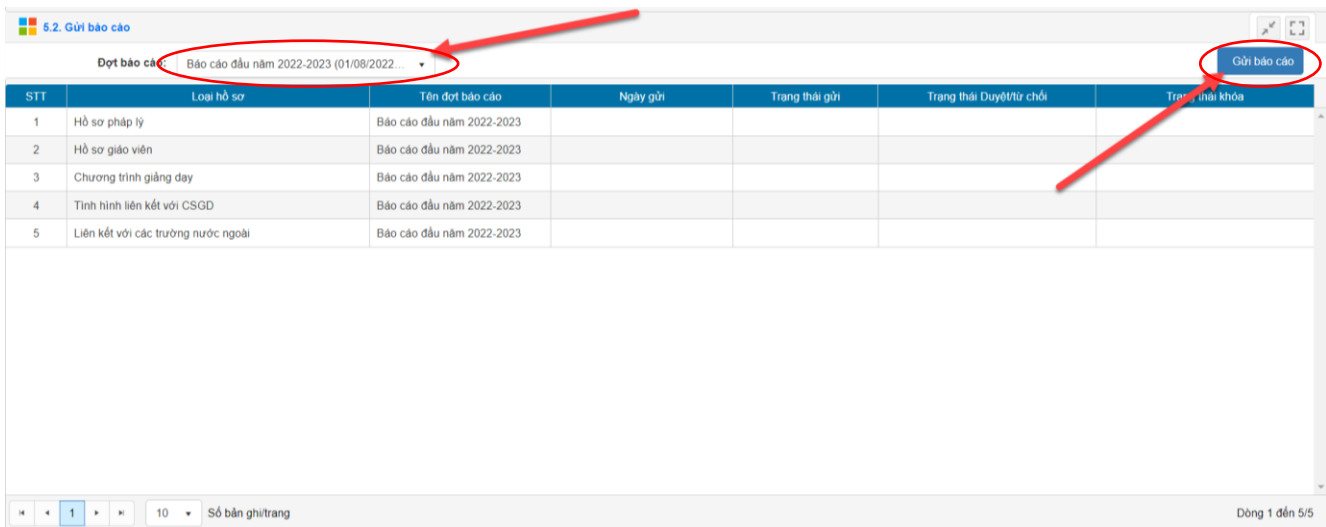 5.2. Gửi báo cáo
Đợt báo cáo: Báo cáo đầu năm 2022-2023 (01/08/2022... Gửi báo cáo
STT Loại hồ sơ Tên đợt báo cáo Ngày gửi Trạng thái gửi Trạng thái Duyệt/từ chối Trạng thái khóa
1 Hồ sơ pháp lý Báo cáo đầu năm 2022-2023
2 Hồ sơ giáo viên Báo cáo đầu năm 2022-2023
3 Chương trình giảng dạy Báo cáo đầu năm 2022-2023
4 Tình hình liên kết với CSGD Báo cáo đầu năm 2022-2023
5 Liên kết với các trường nước ngoài Báo cáo đầu năm 2022-2023
1 10 Số bản ghi/trang Dòng 1 đến 5/5